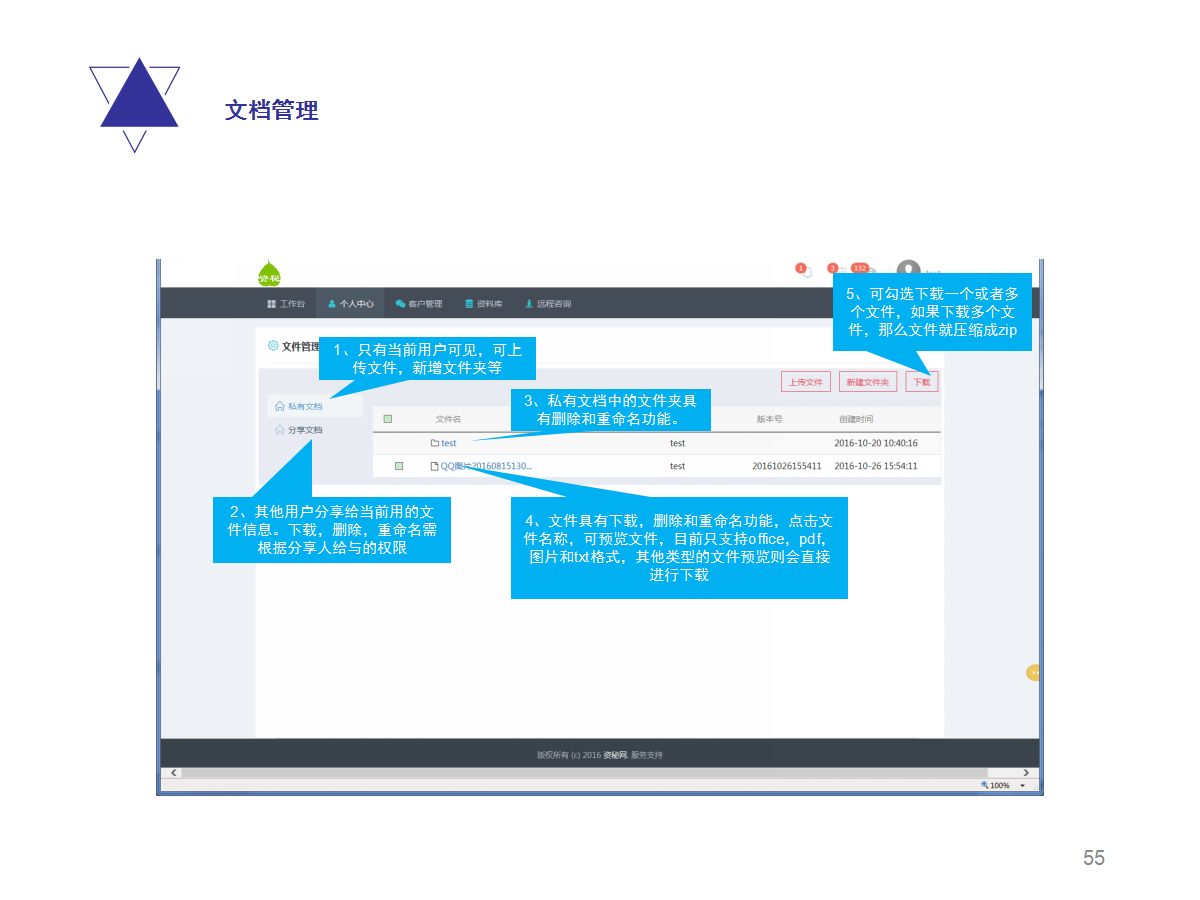 文档管理
资秘
1
3
132
工作台
个人中心
客户管理
资料库
远程咨询
5、可勾选下载一个或者多
个文件，如果下载多个文
件，那么文件就压缩成zip
文件管理
1、只有当前用户可见，可上
传文件，新增文件夹等
上传文件
新建文件夹
下载
私有文档
分享文档
3、私有文档中的文件夹具
有删除和重命名功能。
文件名
版本号
创建时间
test
test
2016-10-20 10:40:16
QQ图片20160815130...
test
20161026155411
2016-10-26 15:54:11
2、其他用户分享给当前用的文
件信息。下载，删除，重命名需
根据分享人给与的权限
4、文件具有下载，删除和重命名功能，点击文
件名称，可预览文件，目前只支持office，pdf，
图片和txt格式，其他类型的文件预览则会直接
进行下载
版权所有 (c) 2016 资秘网. 服务支持
100%
55